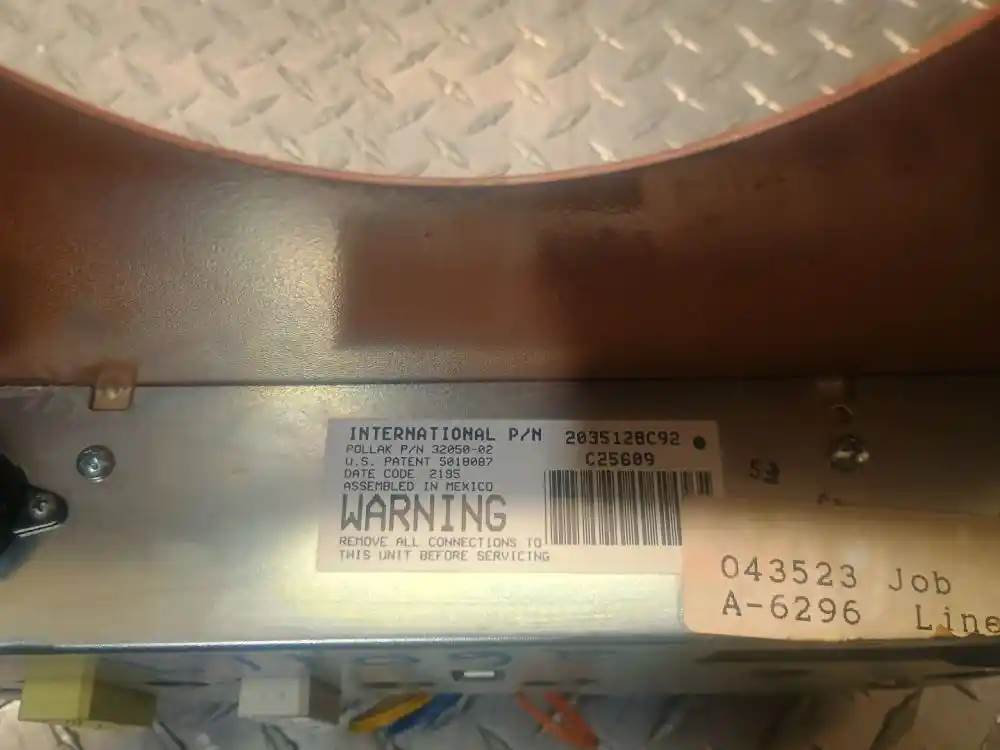 INTERNATIONAL P/N 2035128C92
C25609
POLLAK P/N 32050-02
U.S. PATENT 5018087
DATE CODE 2195
ASSEMBLED IN MEXICO
WARNING
REMOVE ALL CONNECTIONS TO
THIS UNIT BEFORE SERVICING
043523 Job
A-6296 Line